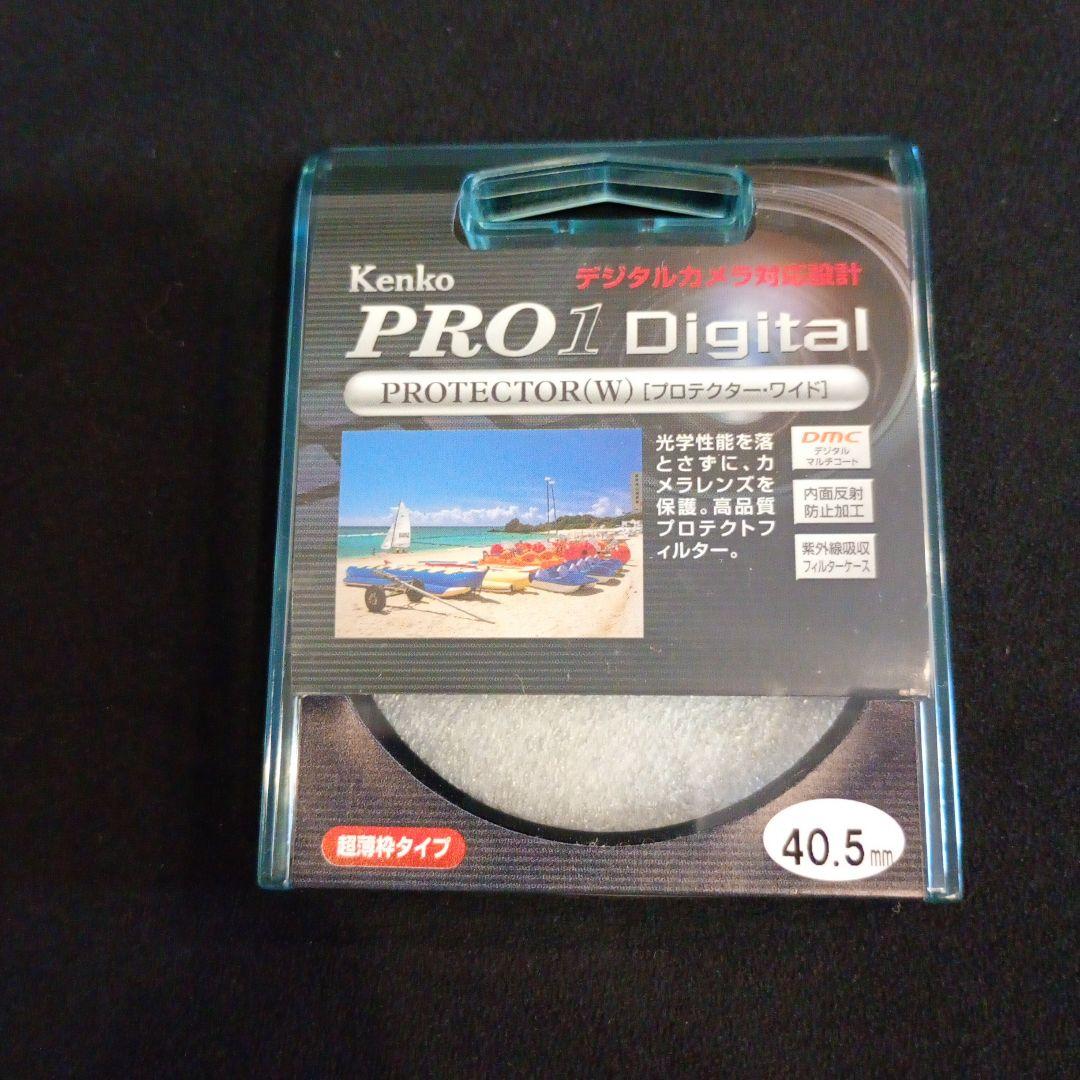 Kenko
デジタルカメラ対応設計
PRO1 Digital
PROTECTOR(W) [プロテクター・ワイド]
光学性能を落
とさずに、カ
メラレンズを
保護。高品質
プロテクトフ
ィルター。
DMC
デジタル
マルチコート
内面反射
防止加工
紫外線吸収
フィルターケース
超薄枠タイプ
40.5mm